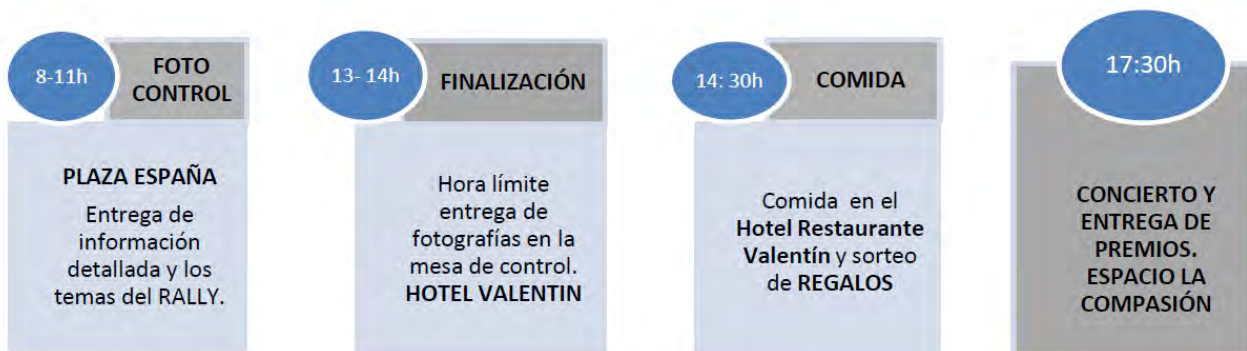 8-11h
FOTO
CONTROL
PLAZA ESPAÑA
Entrega de
información
detallada y los
temas del RALLY.
13- 14h
FINALIZACIÓN
Hora límite
entrega de
fotografías en la
mesa de control.
HOTEL VALENTIN
14: 30h
COMIDA
Comida en el
Hotel Restaurante
Valentín y sorteo
de REGALOS
17:30h
CONCIERTO Y
ENTREGA DE
PREMIOS.
ESPACIO LA
COMPASIÓN